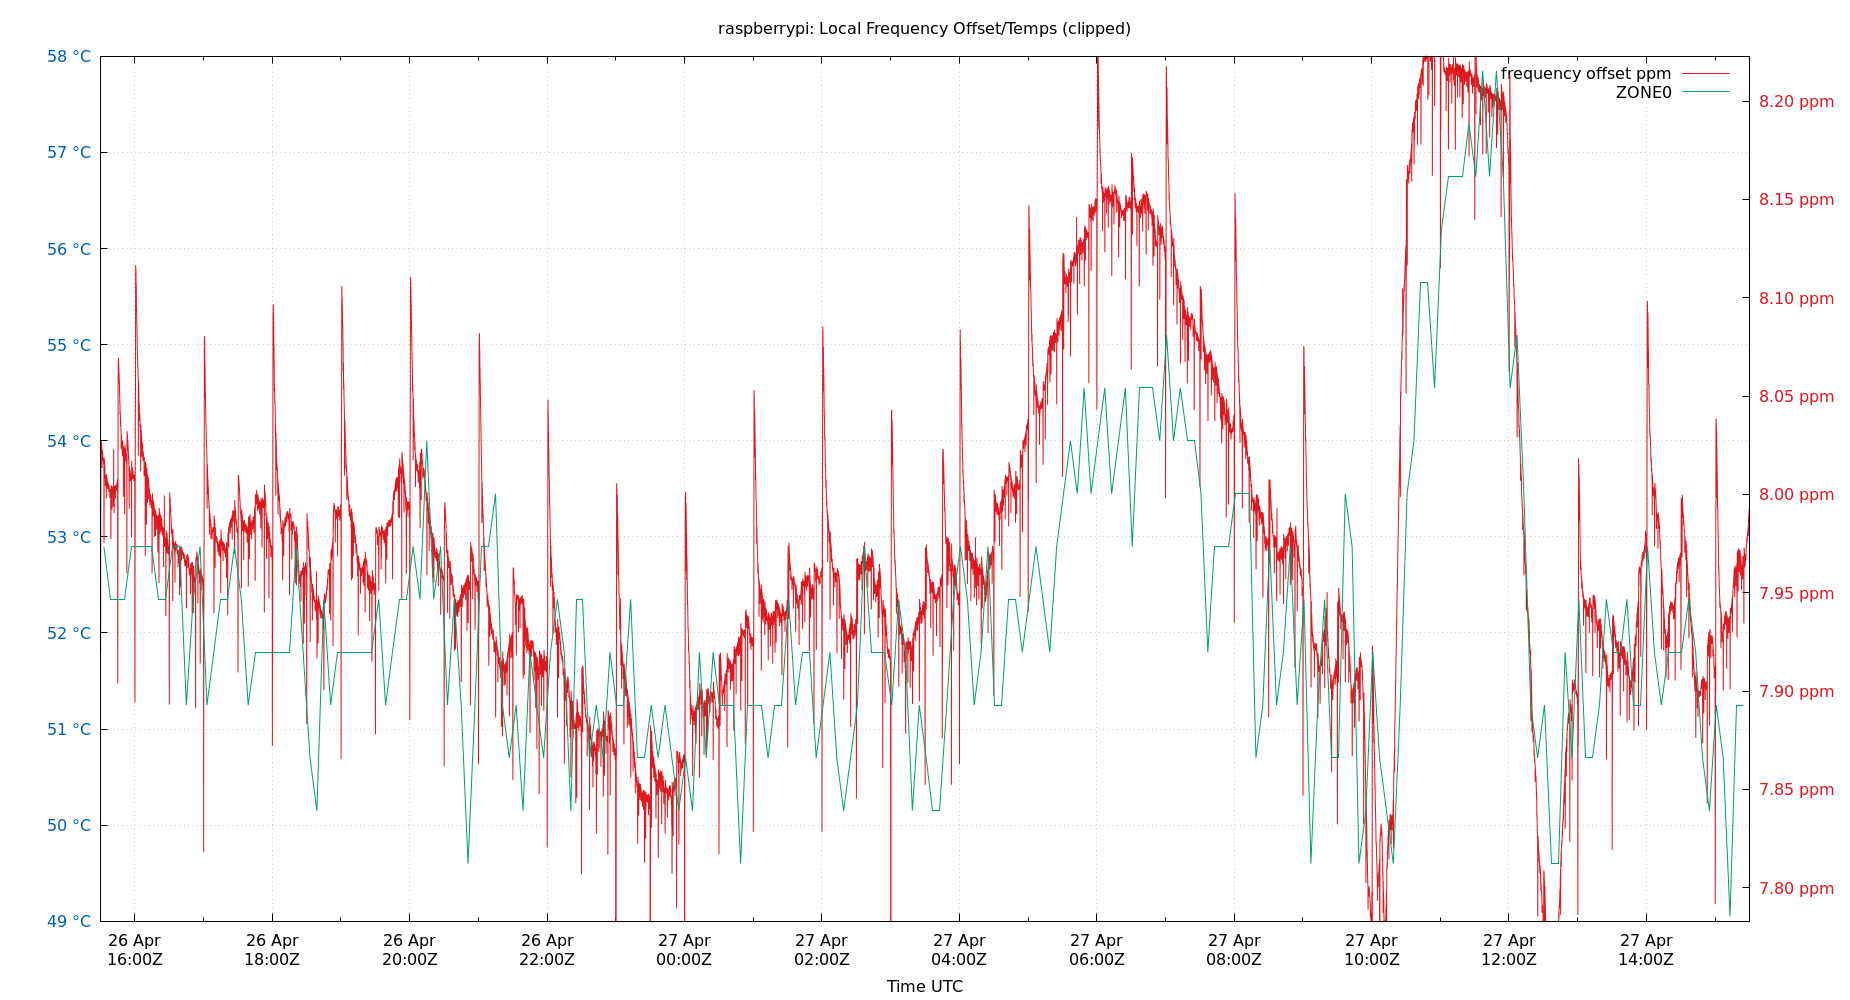 raspberrypi: Local Frequency Offset/Temps (clipped)
58 °C
57 °C
56 °C
55 °C
54 °C
53 °C
52 °C
51 °C
50 °C
49 °C
frequency offset ppm
ZONE0
8.20 ppm
8.15 ppm
8.10 ppm
8.05 ppm
8.00 ppm
7.95 ppm
7.90 ppm
7.85 ppm
7.80 ppm
26 Apr 26 Apr 26 Apr 26 Apr 27 Apr 27 Apr 27 Apr 27 Apr 27 Apr 27 Apr 27 Apr 27 Apr
16:00Z 18:00Z 20:00Z 22:00Z 00:00Z 02:00Z 04:00Z 06:00Z 08:00Z 10:00Z 12:00Z 14:00Z
Time UTC